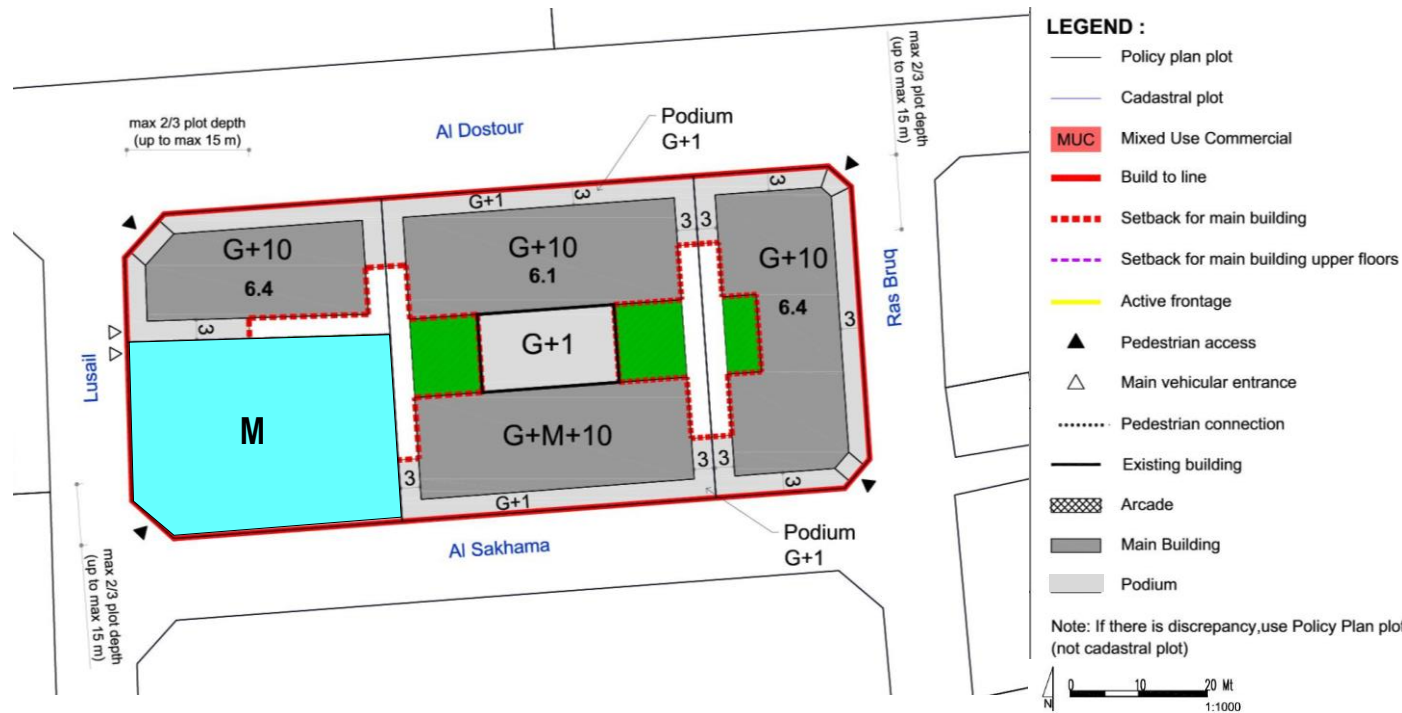 max 2/3 plot depth
(up to max 15 m)
Al Dostour
Podium
G+1
max 2/3 plot depth
(up to max 15 m)
G+1
3
3
3
3
G+10
6.4
G+10
6.1
G+10
6.4
3
3
G+1
Lusail
Ras Bruq
M
G+M+10
3
3
3
3
G+1
Al Sakhama
Podium
G+1
max 2/3 plot depth
(up to max 15 m)
LEGEND :
Policy plan plot
Cadastral plot
MUC Mixed Use Commercial
Build to line
Setback for main building
Setback for main building upper floors
Active frontage
Pedestrian access
Main vehicular entrance
Pedestrian connection
Existing building
Arcade
Main Building
Podium
Note: If there is discrepancy,use Policy Plan plot
(not cadastral plot)
N
0 10 20 Mt
1:1000